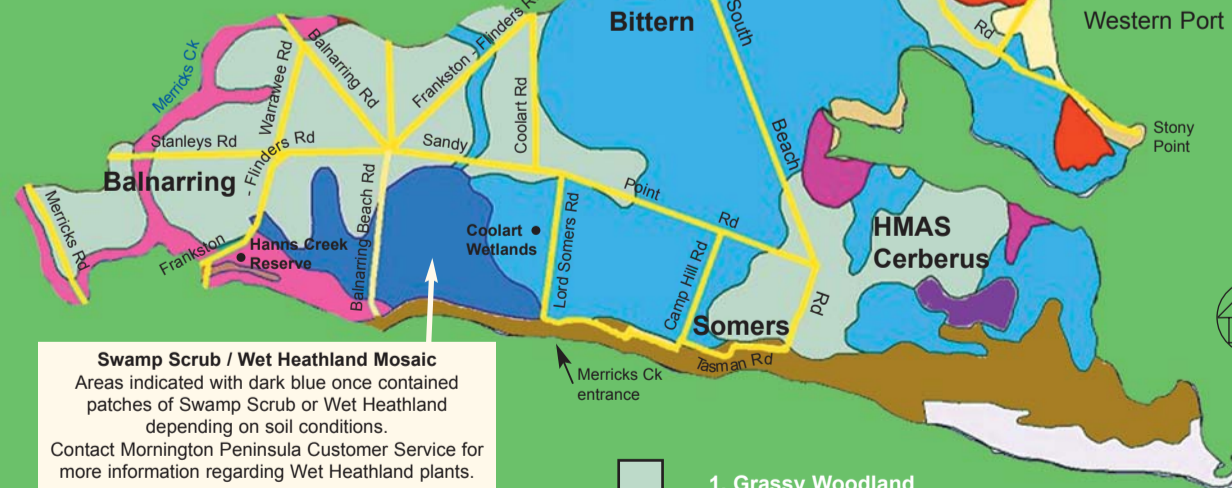 Bittern
South
Western Port
Rd
Merricks Ck
Warrawee Rd
Balnarring Rd
Frankston - Flinders R
Coolart Rd
Stanleys Rd
- Flinders Rd
Sandy
Beach
Stony
Point
Balnarring
Point
Rd
Merricks Rd
Frankston
Hanns Creek
Reserve
Balnarring Beach Rd
Coolart
Wetlands
Lord Somers Rd
Camp Hill Rd
HMAS
Cerberus
Rd
Somers
Tasman Rd
Merricks Ck
entrance
Swamp Scrub / Wet Heathland Mosaic
Areas indicated with dark blue once contained
patches of Swamp Scrub or Wet Heathland
depending on soil conditions.
Contact Mornington Peninsula Customer Service for
more information regarding Wet Heathland plants.
1. Grassy Woodland